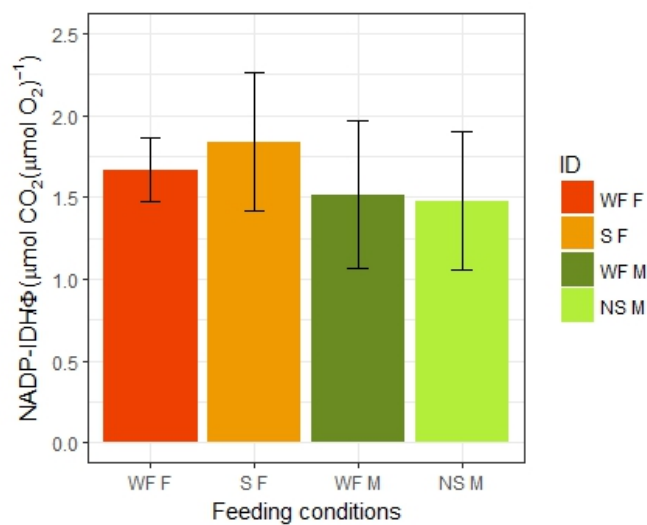 NADP-IDHΦ(μmol CO₂(μmol O₂)⁻¹)
2.5
2.0
1.5
1.0
0.5
0.0
WF F
S F
WF M
NS M
Feeding conditions
ID
WF F
S F
WF M
NS M